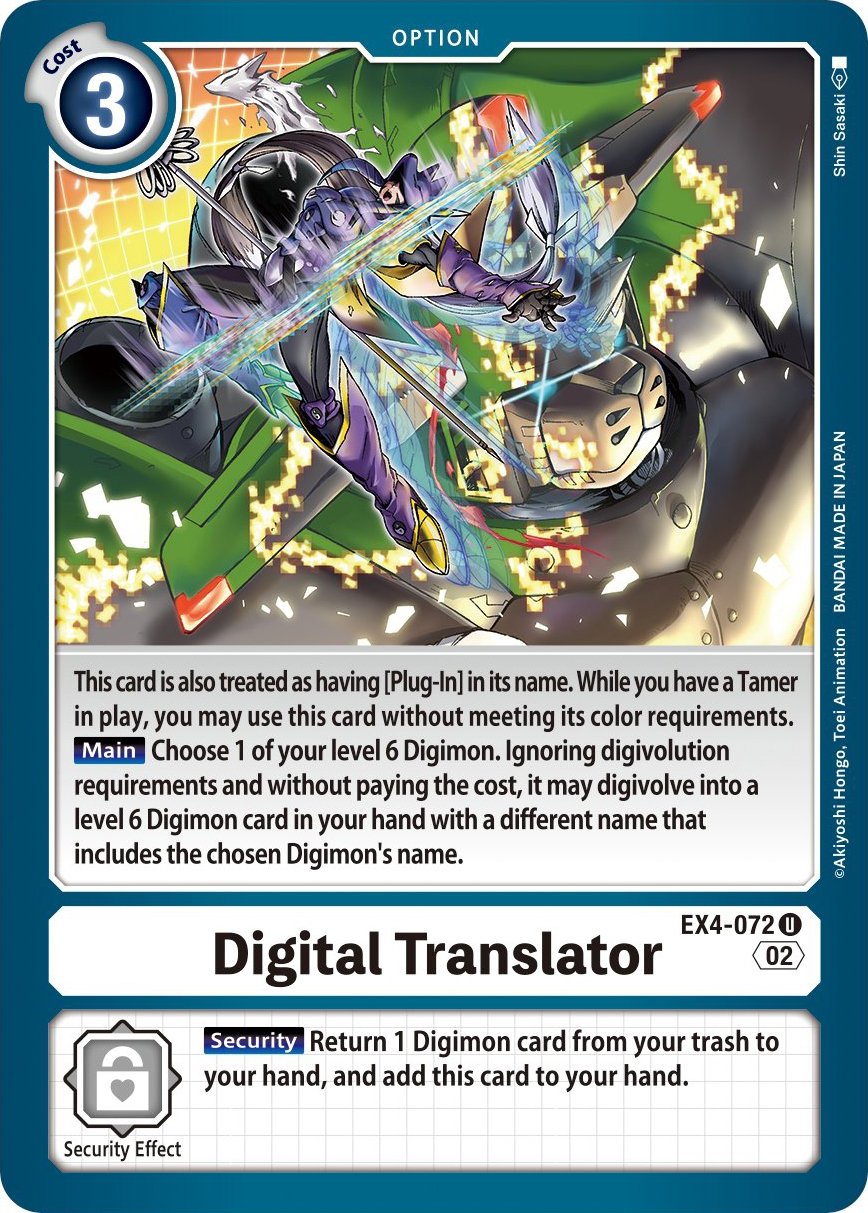 OPTION
Cost
3
Shin Sasaki
This card is also treated as having [Plug-In] in its name. While you have a Tamer
in play, you may use this card without meeting its color requirements.
Main Choose 1 of your level 6 Digimon. Ignoring digivolution
requirements and without paying the cost, it may digivolve into a
level 6 Digimon card in your hand with a different name that
includes the chosen Digimon's name.
©Akiyoshi Hongo, Toei Animation BANDAI MADE IN JAPAN
EX4-072 U
Digital Translator
02
Security Return 1 Digimon card from your trash to
your hand, and add this card to your hand.
Security Effect